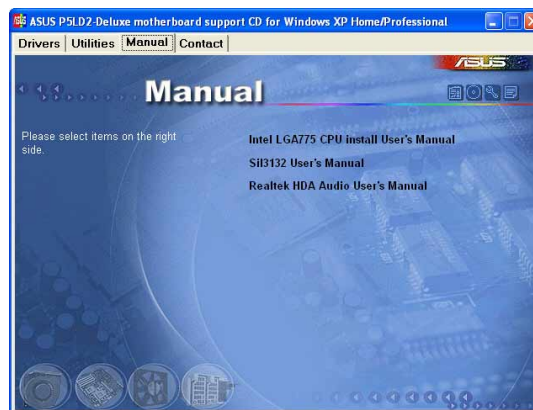 ASUS P5LD2-Deluxe motherboard support CD for Windows XP Home/Professional
Drivers Utilities Manual Contact
ASUS
Manual
Please select items on the right
side.
Intel LGA775 CPU install User's Manual
SiI3132 User's Manual
Realtek HDA Audio User's Manual